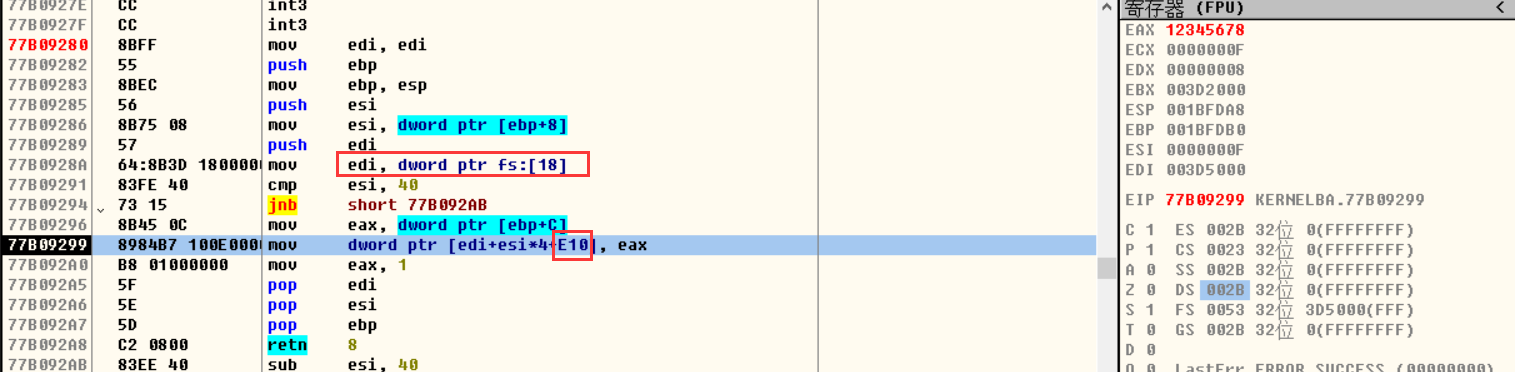 77B0927E CC int3
77B0927F CC int3
77B09280 8BFF mov edi, edi
77B09282 55 push ebp
77B09283 8BEC mov ebp, esp
77B09285 56 push esi
77B09286 8B75 08 mov esi, dword ptr [ebp+8]
77B09289 57 push edi
77B0928A 64:8B3D 1800000 mov edi, dword ptr fs:[18]
77B09291 83FE 40 cmp esi, 40
77B09294 73 15 jnb short 77B092AB
77B09296 8B45 0C mov eax, dword ptr [ebp+C]
77B09299 8984B7 100E000 mov dword ptr [edi+esi*4+E10], eax
77B092A0 B8 01000000 mov eax, 1
77B092A5 5F pop edi
77B092A6 5E pop esi
77B092A7 5D pop ebp
77B092A8 C2 0800 retn 8
77B092AB 83EE 40 sub esi, 40
寄存器 (FPU) <
EAX 12345678
ECX 0000000F
EDX 00000008
EBX 003D2000
ESP 001BFDA8
EBP 001BFDB0
ESI 0000000F
EDI 003D5000
EIP 77B09299 KERNELBA.77B09299
C 1 ES 002B 32位 0(FFFFFFFF)
P 1 CS 0023 32位 0(FFFFFFFF)
A 0 SS 002B 32位 0(FFFFFFFF)
Z 0 DS 002B 32位 0(FFFFFFFF)
S 1 FS 0053 32位 3D5000(FFF)
T 0 GS 002B 32位 0(FFFFFFFF)
D 0
O 0 LastErr ERROR_SUCCESS (00000000)